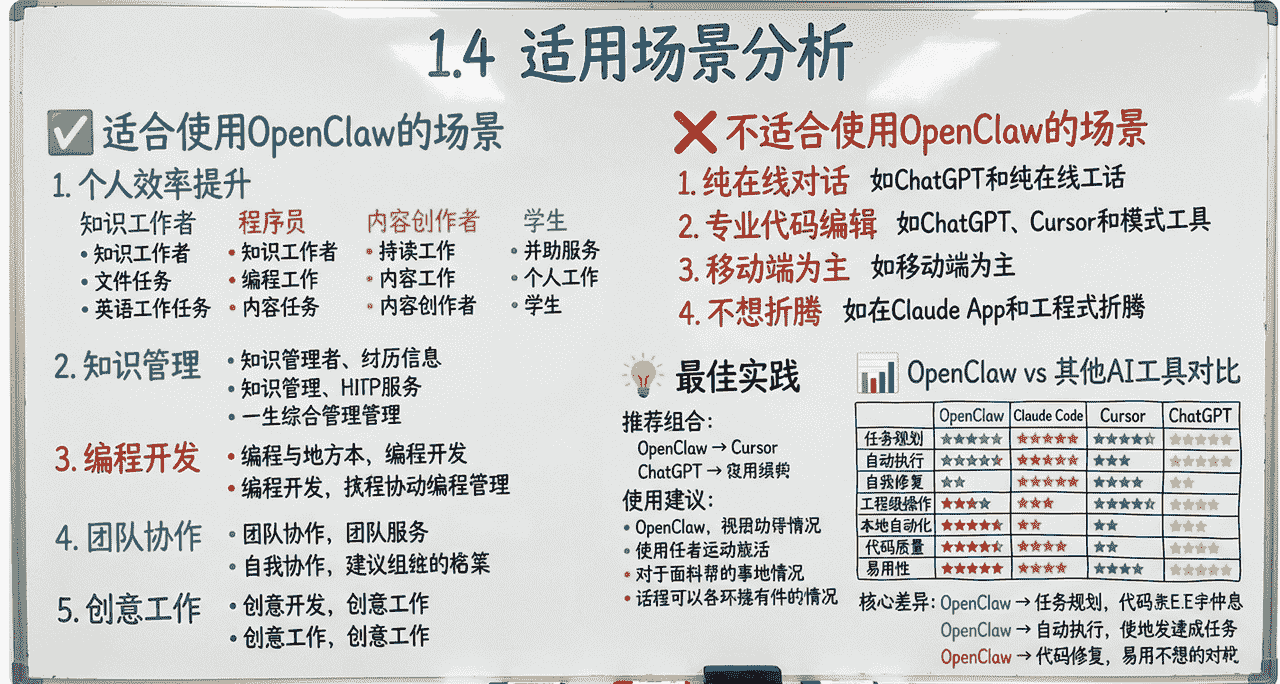 1.4 适用场景分析
适合使用OpenClaw的场景
1. 个人效率提升
知识工作者
• 知识工作者
• 文件任务
• 英语工作任务
程序员
• 知识工作者
• 编程工作
• 内容任务
内容创作者
• 持读工作
• 内容工作
• 内容创作者
学生
• 并助服务
• 个人工作
• 学生
2. 知识管理
• 知识管理者、纣历信息
• 知识管理、HITP服务
• 一生综合管理管理
3. 编程开发
• 编程与地方本，编程开发
• 编程开发，协动编程管理
4. 团队协作
• 团队协作，团队服务
• 自我协作，建议组维的
5. 创意工作
• 创意开发，创意工作
• 创意工作，创意工作
不适合使用OpenClaw的场景
1. 纯在线对话 如ChatGPT和纯在线工话
2. 专业代码编辑 如ChatGPT、Cursor和模式工具
3. 移动端为主 如移动端为主
4. 不想折腾 如在Claude App和工程式折腾
最佳实践
推荐组合：
OpenClaw → Cursor
ChatGPT → 用
使用建议：
• OpenClaw，情况
• 使用任者运动旅活
• 对于面料帮的事地情况
• 话程可以各环有件的情况
OpenClaw vs 其他AI工具对比
OpenClaw Claude Code Cursor ChatGPT
任务规划
自动执行
自我修复
工程级操作
本地自动化
代码质量
易用性
核心差异：OpenClaw → 任务规划，代码E.E宇仲息
OpenClaw → 自动执行，使地发速成任务
OpenClaw → 代码修复，易用不想的对